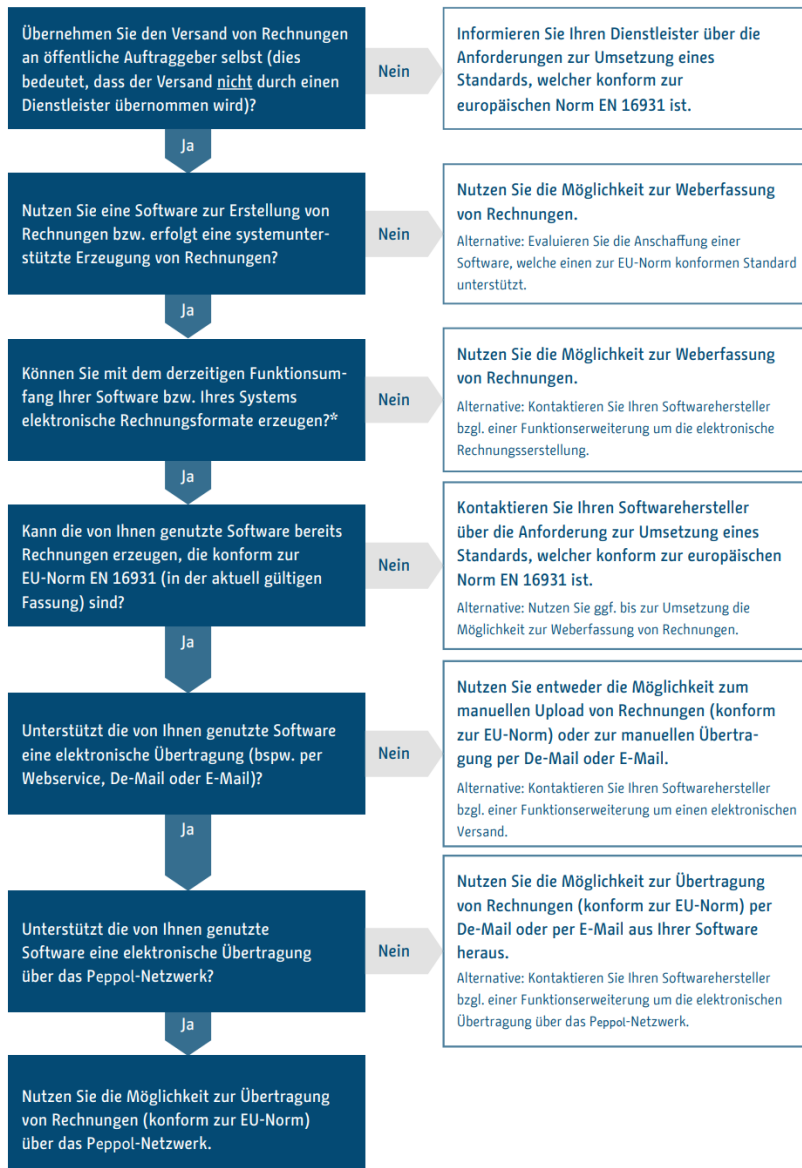 Übernehmen Sie den Versand von Rechnungen
an öffentliche Auftraggeber selbst (dies
bedeutet, dass der Versand nicht durch einen
Dienstleister übernommen wird)?
Nein
Informieren Sie Ihren Dienstleister über die
Anforderungen zur Umsetzung eines
Standards, welcher konform zur
europäischen Norm EN 16931 ist.
Ja
Nutzen Sie eine Software zur Erstellung von
Rechnungen bzw. erfolgt eine systemunter-
stützte Erzeugung von Rechnungen?
Nein
Nutzen Sie die Möglichkeit zur Weberfassung
von Rechnungen.
Alternative: Evaluieren Sie die Anschaffung einer
Software, welche einen zur EU-Norm konformen Standard
unterstützt.
Ja
Können Sie mit dem derzeitigen Funktionsum-
fang Ihrer Software bzw. Ihres Systems
elektronische Rechnungsformate erzeugen?*
Nein
Nutzen Sie die Möglichkeit zur Weberfassung
von Rechnungen.
Alternative: Kontaktieren Sie Ihren Softwarehersteller
bzgl. einer Funktionserweiterung um die elektronische
Rechnungsserstellung.
Ja
Kann die von Ihnen genutzte Software bereits
Rechnungen erzeugen, die konform zur
EU-Norm EN 16931 (in der aktuell gültigen
Fassung) sind?
Nein
Kontaktieren Sie Ihren Softwarehersteller
über die Anforderung zur Umsetzung eines
Standards, welcher konform zur europäischen
Norm EN 16931 ist.
Alternative: Nutzen Sie ggf. bis zur Umsetzung die
Möglichkeit zur Weberfassung von Rechnungen.
Ja
Unterstützt die von Ihnen genutzte Software
eine elektronische Übertragung (bspw. per
Webservice, De-Mail oder E-Mail)?
Nein
Nutzen Sie entweder die Möglichkeit zum
manuellen Upload von Rechnungen (konform
zur EU-Norm) oder zur manuellen Übertra-
gung per De-Mail oder E-Mail.
Alternative: Kontaktieren Sie Ihren Softwarehersteller
bzgl. einer Funktionserweiterung um einen elektronischen
Versand.
Ja
Unterstützt die von Ihnen genutzte
Software eine elektronische Übertragung
über das Peppol-Netzwerk?
Nein
Nutzen Sie die Möglichkeit zur Übertragung
von Rechnungen (konform zur EU-Norm) per
De-Mail oder per E-Mail aus Ihrer Software
heraus.
Alternative: Kontaktieren Sie Ihren Softwarehersteller
bzgl. einer Funktionserweiterung um die elektronischen
Übertragung über das Peppol-Netzwerk.
Ja
Nutzen Sie die Möglichkeit zur Übertragung
von Rechnungen (konform zur EU-Norm)
über das Peppol-Netzwerk.